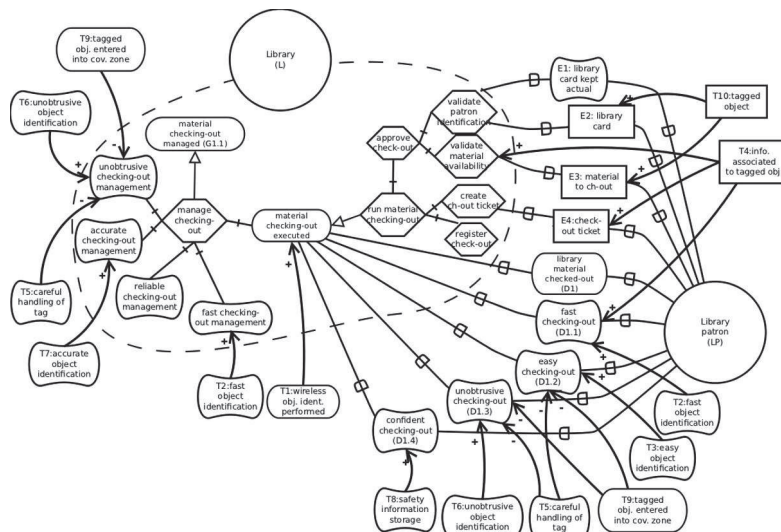 T9:tagged
obj. entered
into cov. zone
Library
(L)
T6:unobtrusive
object
identification
E1: library
card kept
actual
validate
patron
identification
E2: library
card
T10:tagged
object
material
checking-out
managed (G1.1)
approve
check-out
validate
material
availability
T4:info.
associated
to tagged obj.
unobtrusive
checking-out
management
E3: material
to ch-out
manage
checking-
out
material
checking-out
executed
run material
checking-out
create
ch-out ticket
E4:check-
out ticket
accurate
checking-out
management
register
check-out
library
material
checked-out
(D1)
T5:careful
handling of
tag
reliable
checking-out
management
fast checking-
out management
fast
checking-out
(D1.1)
Library
patron
(LP)
T7:accurate
object
identification
easy
checking-out
(D1.2)
T2:fast
object
identification
T1:wireless
obj. ident.
performed
unobtrusive
checking-out
(D1.3)
T2:fast
object
identification
confident
checking-out
(D1.4)
T3:easy
object
identification
T8:safety
information
storage
T6:unobtrusive
object
identification
T5:careful
handling of
tag
T9:tagged
obj. entered
into cov. zone